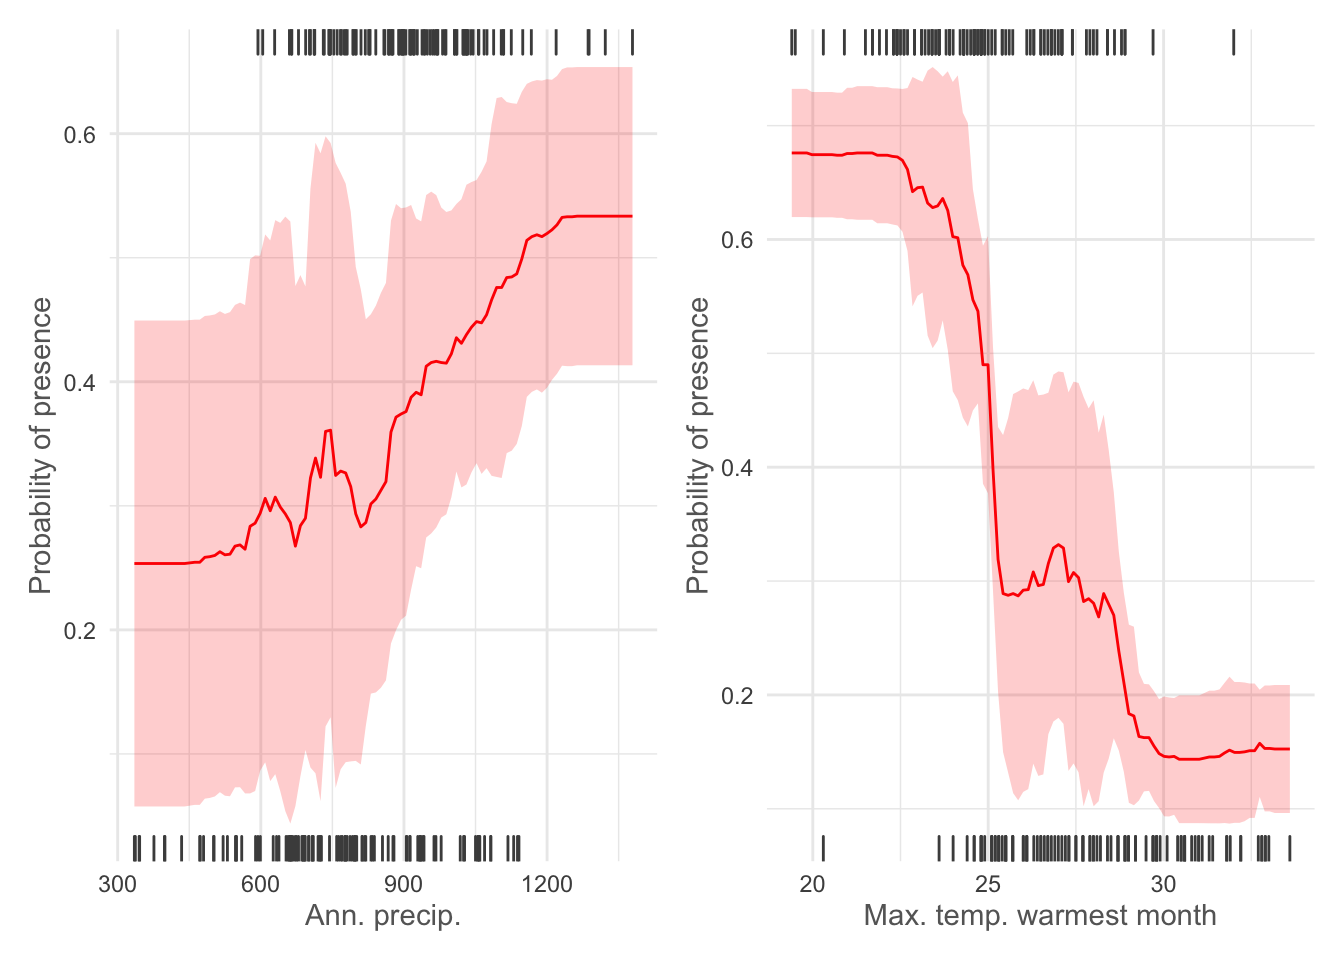 Probability of presence
0.6
0.4
0.2
300 600 900 1200
Ann. precip.
Probability of presence
0.6
0.4
0.2
20 25 30
Max. temp. warmest month